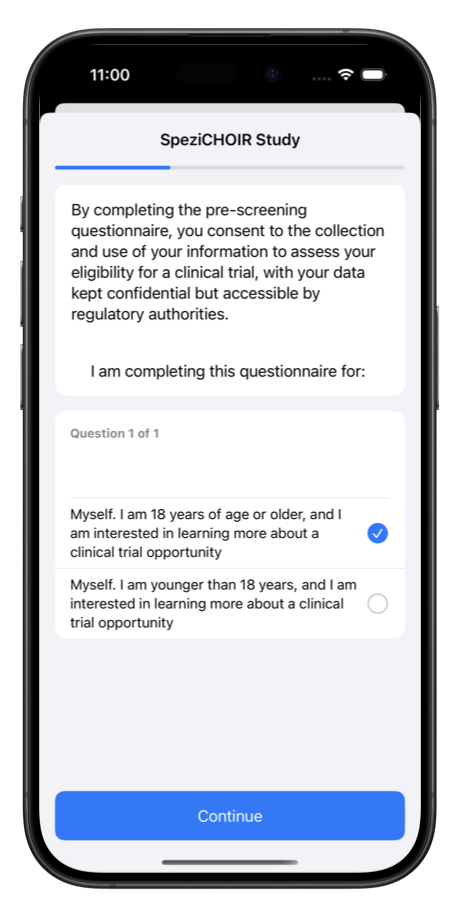 11:00
SpeziCHOIR Study
By completing the pre-screening
questionnaire, you consent to the collection
and use of your information to assess your
eligibility for a clinical trial, with your data
kept confidential but accessible by
regulatory authorities.
I am completing this questionnaire for:
Question 1 of 1
Myself. I am 18 years of age or older, and I
am interested in learning more about a
clinical trial opportunity
Myself. I am younger than 18 years, and I am
interested in learning more about a clinical
trial opportunity
Continue